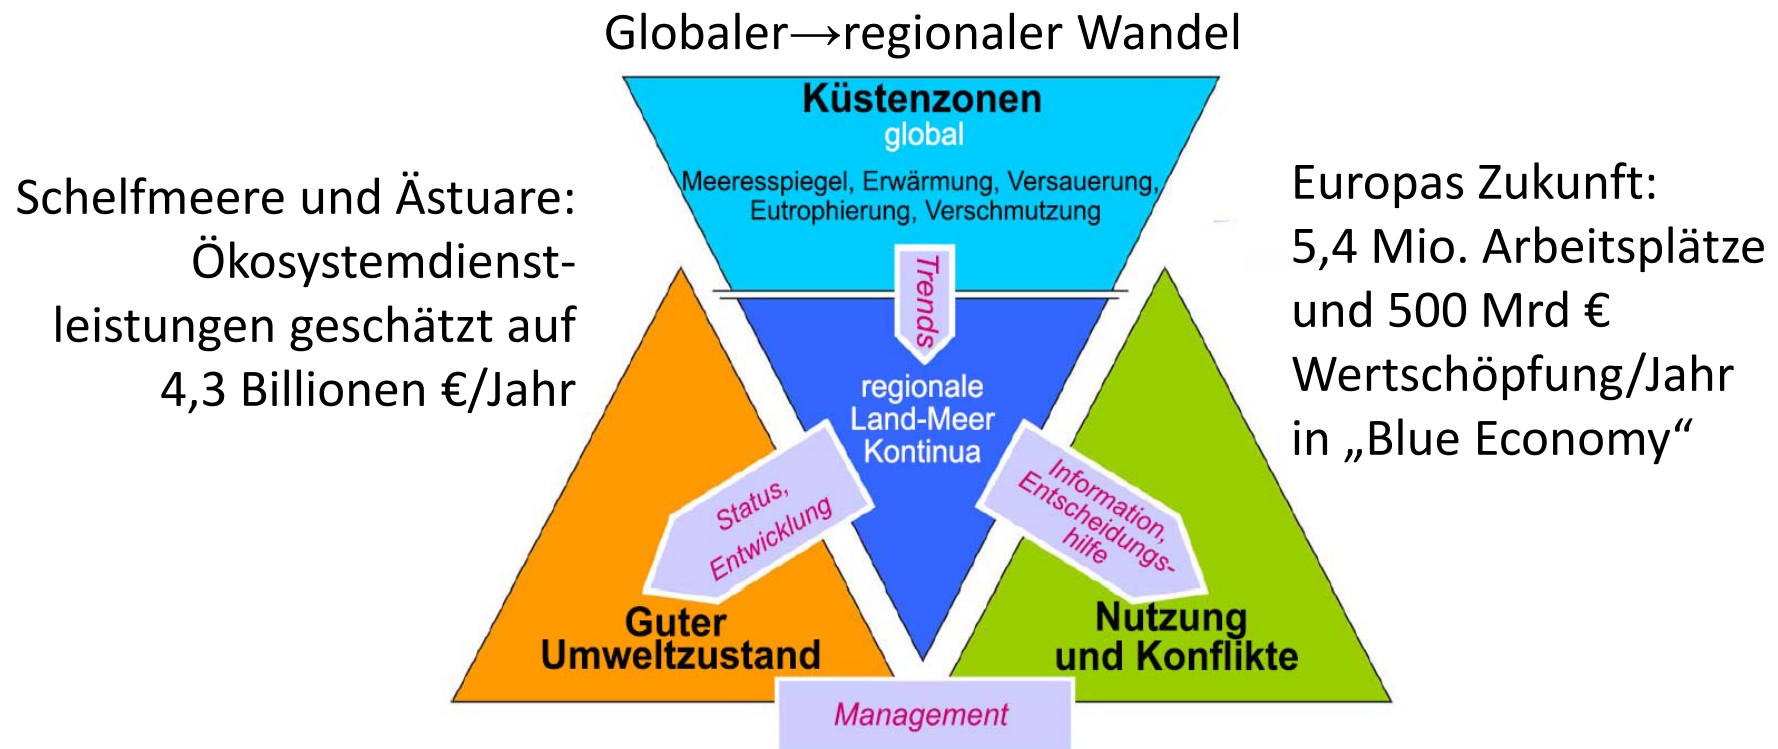 Globaler→regionaler Wandel
Küstenzonen
global
Meeresspiegel, Erwärmung, Versauerung,
Eutrophierung, Verschmutzung
Schelfmeere und Ästuare:
Ökosystemdienst-
leistungen geschätzt auf
4,3 Billionen €/Jahr
Europas Zukunft:
5,4 Mio. Arbeitsplätze
und 500 Mrd €
Wertschöpfung/Jahr
in „Blue Economy“
Trends
regionale
Land-Meer
Kontinua
Status,
Entwicklung
Information,
Entscheidungs-
hilfe
Guter
Umweltzustand
Nutzung
und Konflikte
Management